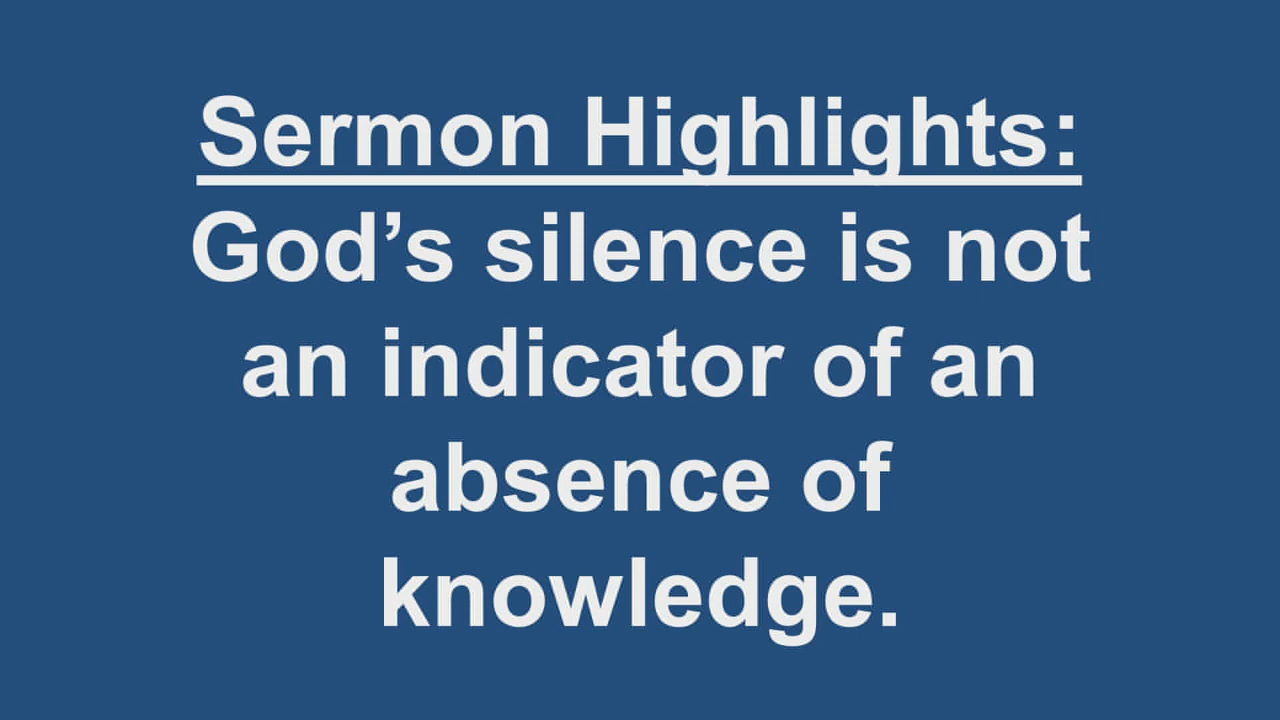 Sermon Highlights:
God’s silence is not
an indicator of an
absence of
knowledge.